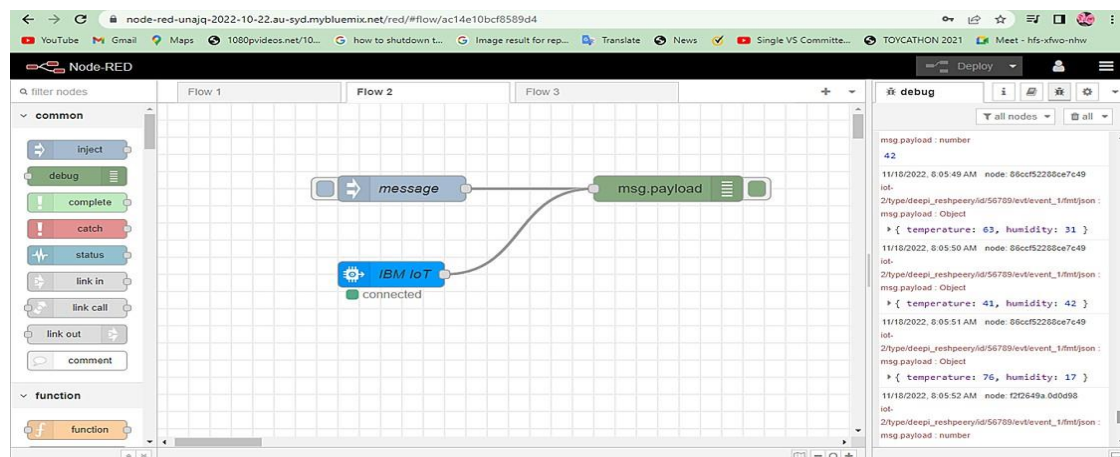 node-red-unajq-2022-10-22.au-syd.mybluemix.net/red/#flow/ac14e10bcf8589d4
YouTube Gmail Maps 1080pvideos.net/10... how to shutdown t... Image result for rep... Translate News Single VS Committe... TOYCATHON 2021 Meet - hfs-xfwo-nhw
Node-RED Deploy
filter nodes Flow 1 Flow 2 Flow 3 debug i
all nodes all
common
inject
debug
complete
catch
status
link in
link call
link out
comment
function
function
message
msg.payload
IBM IoT
connected
msg.payload : number
42
11/18/2022, 8:05:49 AM node: 86ccf52288ce7c49
iot-
2/type/deepi_reshpeery/id/56789/evt/event_1/fmt/json :
msg.payload : Object
{ temperature: 63, humidity: 31 }
11/18/2022, 8:05:50 AM node: 86ccf52288ce7c49
iot-
2/type/deepi_reshpeery/id/56789/evt/event_1/fmt/json :
msg.payload : Object
{ temperature: 41, humidity: 42 }
11/18/2022, 8:05:51 AM node: 86ccf52288ce7c49
iot-
2/type/deepi_reshpeery/id/56789/evt/event_1/fmt/json :
msg.payload : Object
{ temperature: 76, humidity: 17 }
11/18/2022, 8:05:52 AM node: f2f2649a.0d0d98
iot-
2/type/deepi_reshpeery/id/56789/evt/event_1/fmt/json :
msg.payload : number